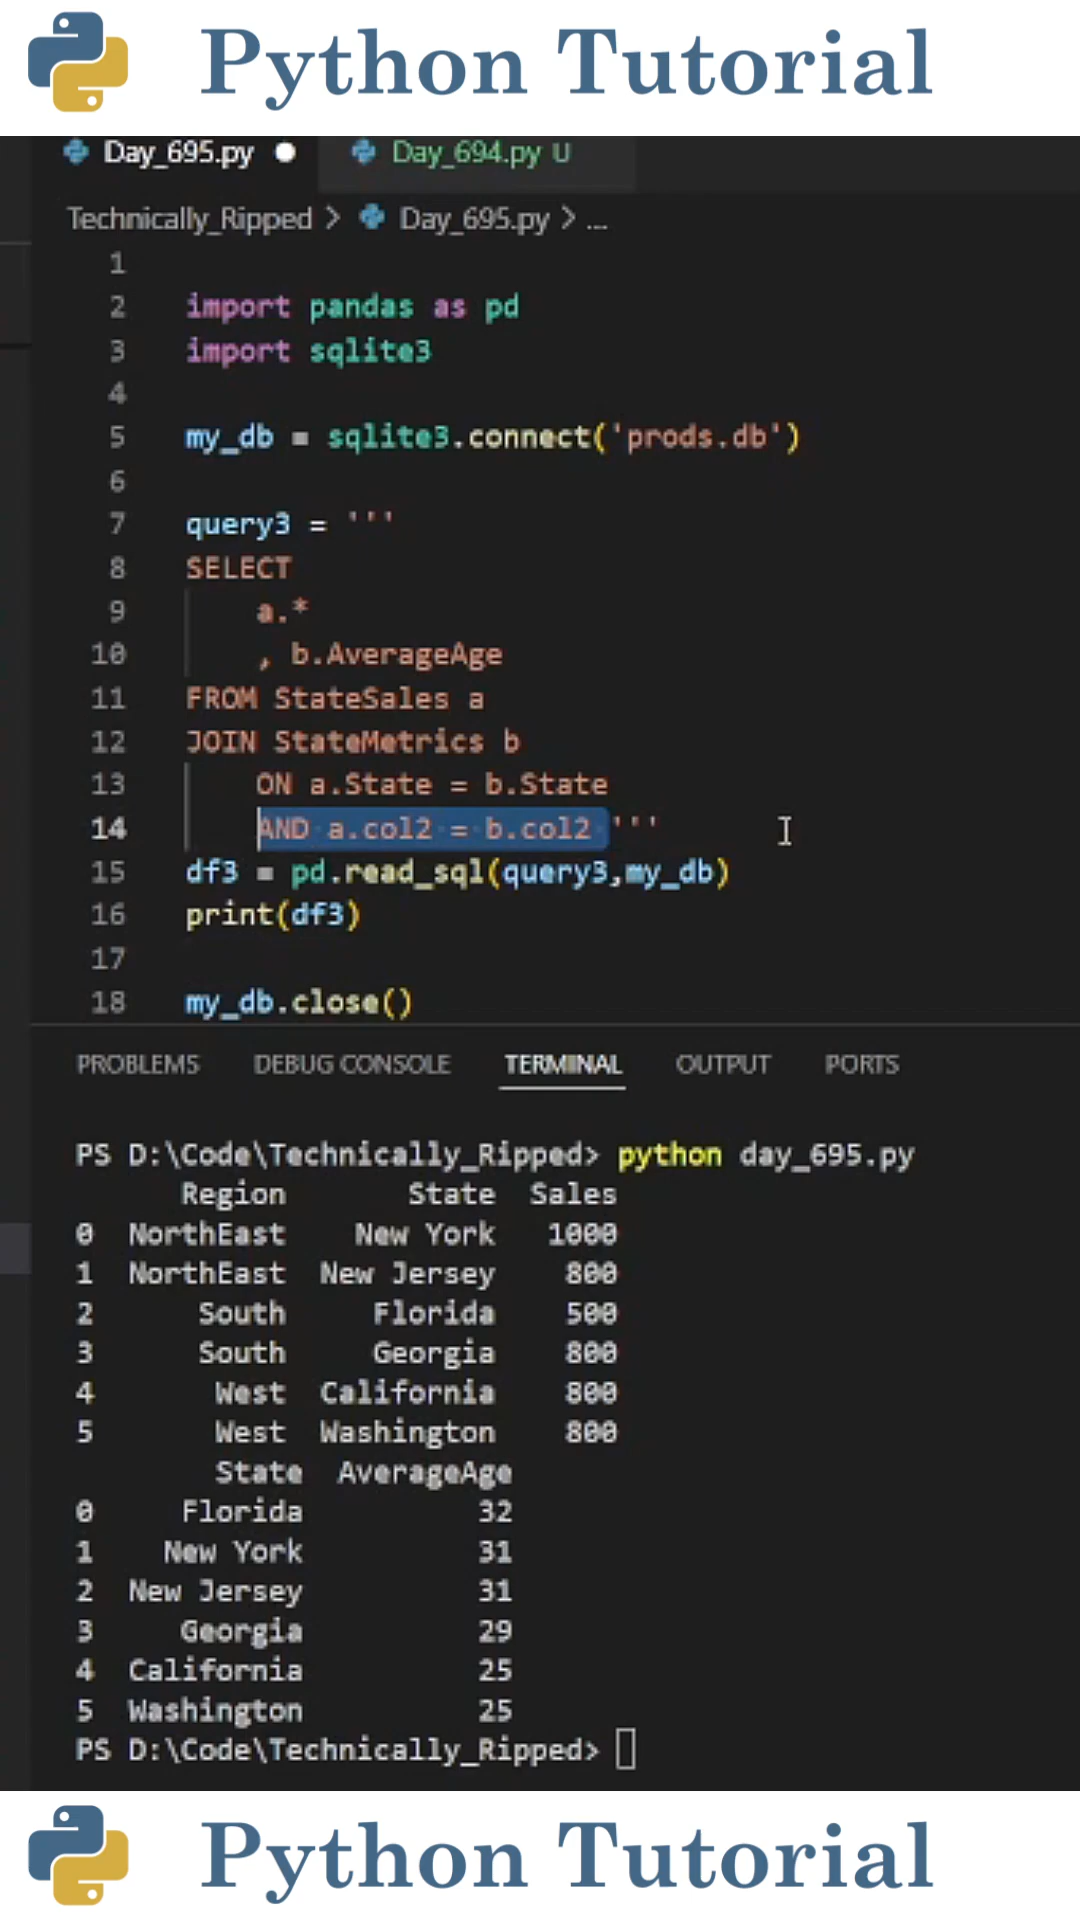 Python Tutorial
Day_695.py ● Day_694.py U
Technically_Ripped > Day_695.py > ...
1
2 import pandas as pd
3 import sqlite3
4
5 my_db = sqlite3.connect('prods.db')
6
7 query3 = '''
8 SELECT
9 a.*
10 , b.AverageAge
11 FROM StateSales a
12 JOIN StateMetrics b
13 ON a.State = b.State
14 AND a.col2 = b.col2 '''
15 df3 = pd.read_sql(query3,my_db)
16 print(df3)
17
18 my_db.close()
PROBLEMS DEBUG CONSOLE TERMINAL OUTPUT PORTS
PS D:\Code\Technically_Ripped> python day_695.py
Region State Sales
0 NorthEast New York 1000
1 NorthEast New Jersey 800
2 South Florida 500
3 South Georgia 800
4 West California 800
5 West Washington 800
State AverageAge
0 Florida 32
1 New York 31
2 New Jersey 31
3 Georgia 29
4 California 25
5 Washington 25
PS D:\Code\Technically_Ripped>
Python Tutorial